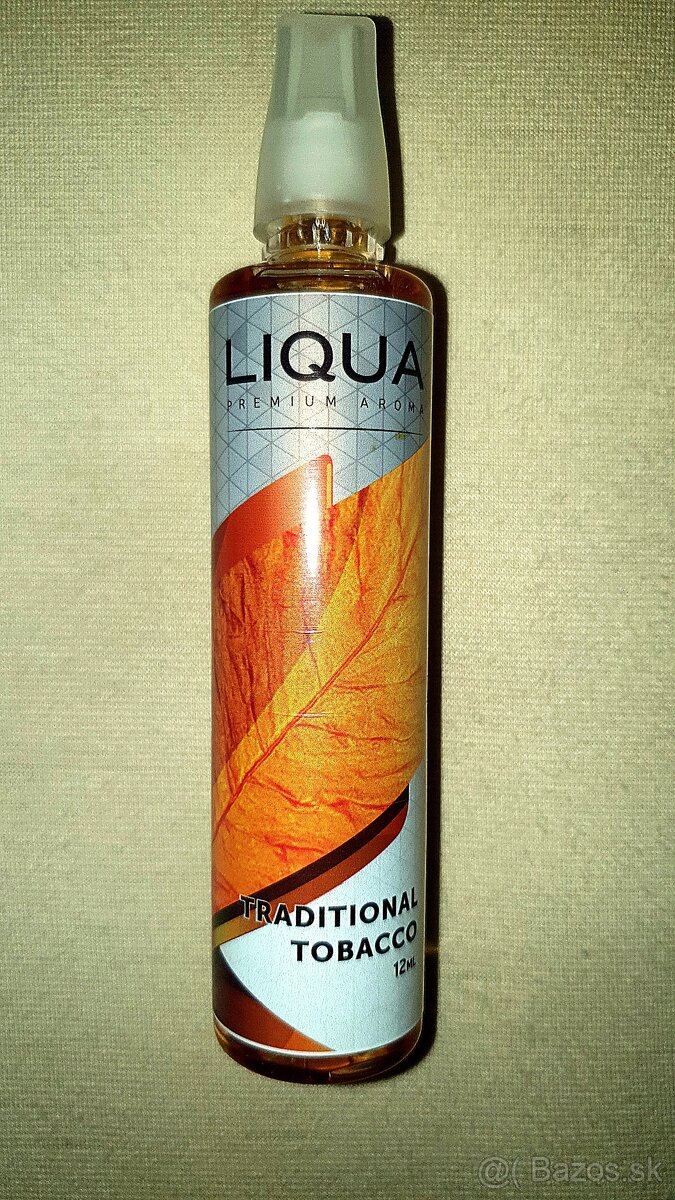 LIQUA
PREMIUM AROMA
TRADITIONAL
TOBACCO
12ML
@( Bazos.sk